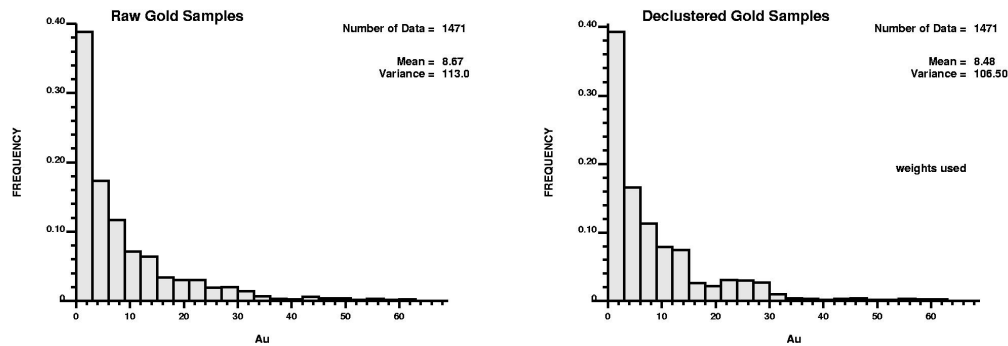 Raw Gold Samples
Number of Data = 1471
Mean = 8.67
Variance = 113.0
FREQUENCY
0.40
0.30
0.20
0.10
0
0 10 20 30 40 50 60
Au
Declustered Gold Samples
Number of Data = 1471
Mean = 8.48
Variance = 106.50
weights used
FREQUENCY
0.40
0.30
0.20
0.10
0
0 10 20 30 40 50 60
Au